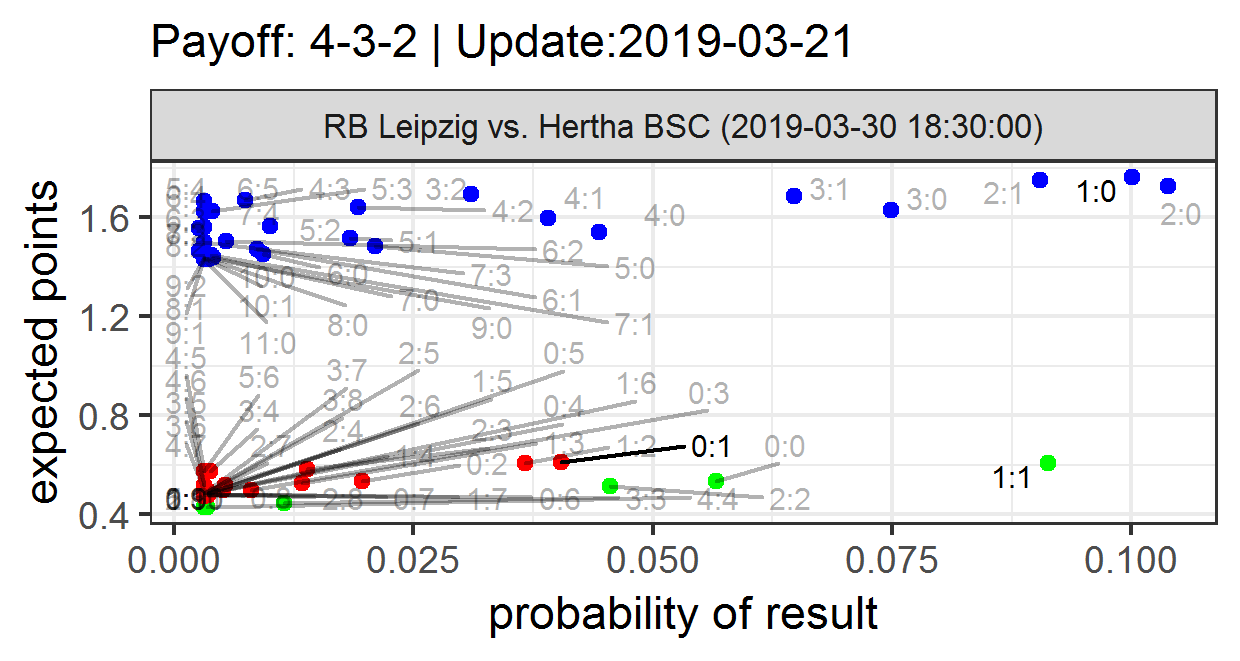 Payoff: 4-3-2 | Update:2019-03-21
RB Leipzig vs. Hertha BSC (2019-03-30 18:30:00)
expected points
1.6
1.2
0.8
0.4
6:5 4:3 5:3 3:2 4:1 3:1 3:0 2:1 1:0
7:4 4:2 4:0 2:0
5:2 5:1 6:2 5:0
9:2 10:0 6:0 7:3
8:1 10:1 7:0 6:1
9:1 11:0 8:0 9:0 7:1
4:5 2:5 0:5
4:6 5:6 3:7 1:5 1:6 0:3
3:4 3:8 2:6 0:4
2:7 2:4 2:3 1:3 1:2 0:1 0:0
1:4 0:2 1:1
2:8 0:7 1:7 0:6 3:3 4:4 2:2
0.000 0.025 0.050 0.075 0.100
probability of result